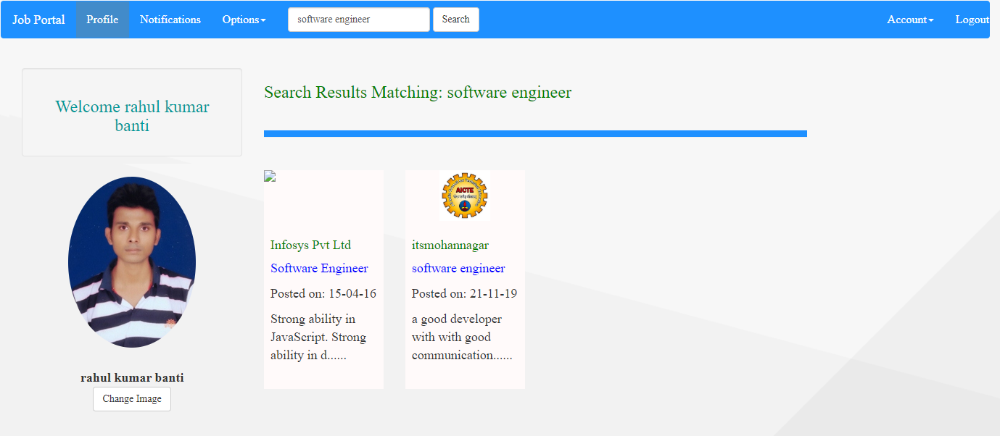 Job Portal Profile Notifications Options software engineer Search Account Logout
Welcome rahul kumar
banti
rahul kumar banti
Change Image
Search Results Matching: software engineer
Infosys Pvt Ltd
Software Engineer
Posted on: 15-04-16
Strong ability in
JavaScript. Strong
ability in d......
AICTE
itsmohannagar
software engineer
Posted on: 21-11-19
a good developer
with with good
communication......